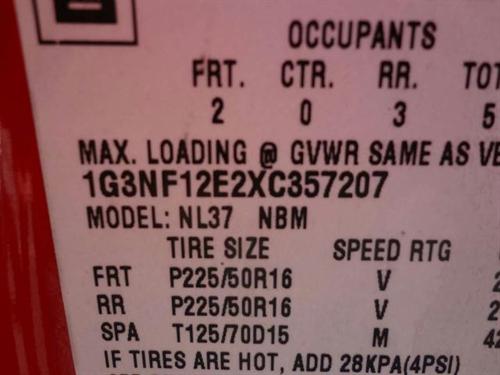 OCCUPANTS
FRT. CTR. RR.
2 0 3 5
MAX. LOADING @ GVWR SAME AS
1G3NF12E2XC357207
MODEL: NL37 NBM
TIRE SIZE SPEED RTG
FRT P225/50R16 V
RR P225/50R16 V
SPA T125/70D15 M
IF TIRES ARE HOT, ADD 28KPA(4PSI)